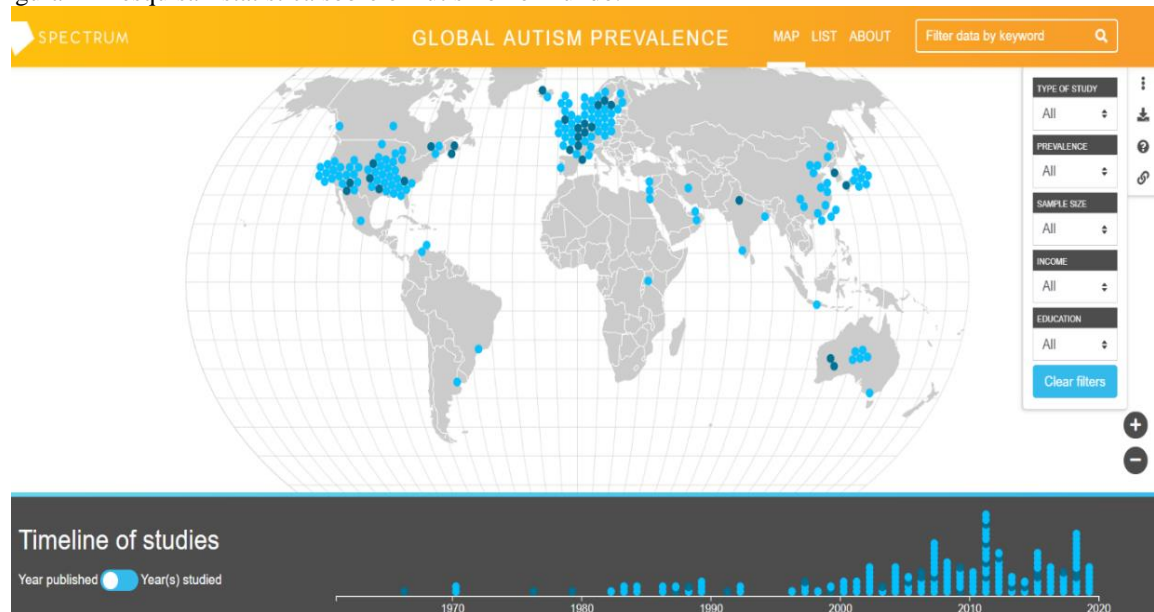 SPECTRUM
GLOBAL AUTISM PREVALENCE
MAP LIST ABOUT
Filter data by keyword
TYPE OF STUDY
All
PREVALENCE
All
SAMPLE SIZE
All
INCOME
All
EDUCATION
All
Clear filters
Timeline of studies
Year published Year(s) studied
1970 1980 1990 2000 2010 2020